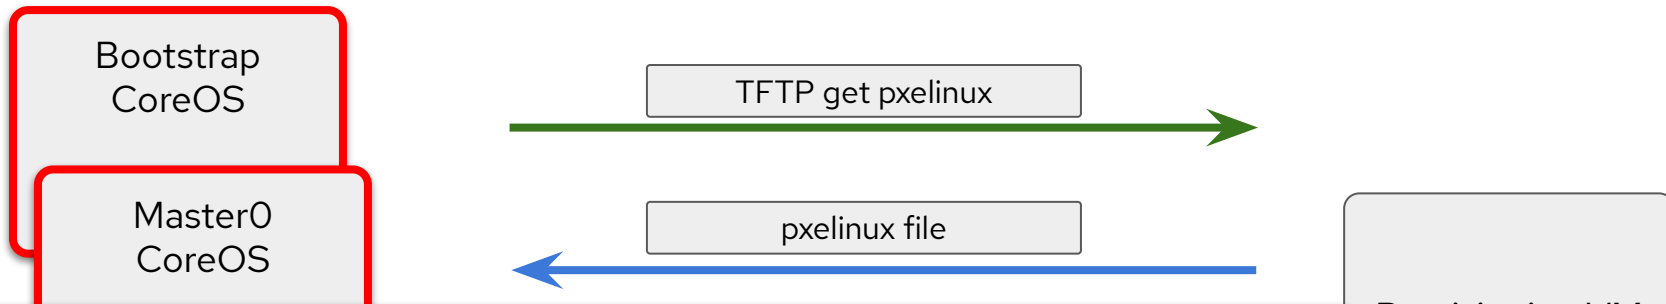 Bootstrap
CoreOS
TFTP get pxelinux
Master0
CoreOS
pxelinux file